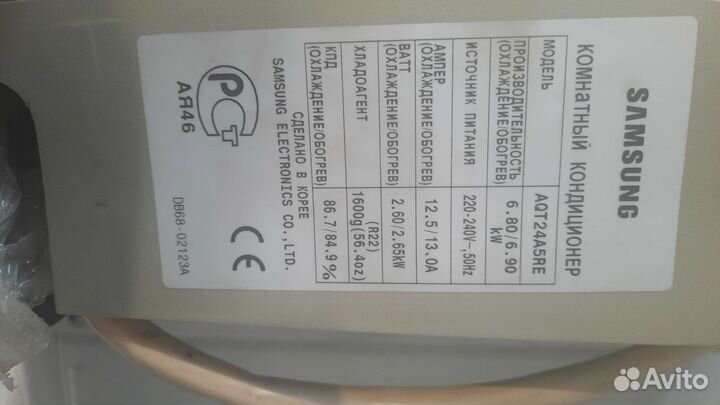 SAMSUNG
КОМНАТНЫЙ КОНДИЦИОНЕР
МОДЕЛЬ AQT24A5RE
ПРОИЗВОДИТЕЛЬНОСТЬ
(ОХЛАЖДЕНИЕ/ОБОГРЕВ) 6.80/6.90
kW
ИСТОЧНИК ПИТАНИЯ 220-240V~,50Hz
АМПЕР
(ОХЛАЖДЕНИЕ/ОБОГРЕВ) 12.5/13.0A
ВАТТ
(ОХЛАЖДЕНИЕ/ОБОГРЕВ) 2.60/2.65kW
ХЛАДОАГЕНТ (R22)
1600g(56.4oz)
КПД
(ОХЛАЖДЕНИЕ/ОБОГРЕВ) 86.7/84.9%
СДЕЛАНО В КОРЕЕ
SAMSUNG ELECTRONICS CO.,LTD.
РСТ
АЯ46
CE
DB68-02123A
Avito